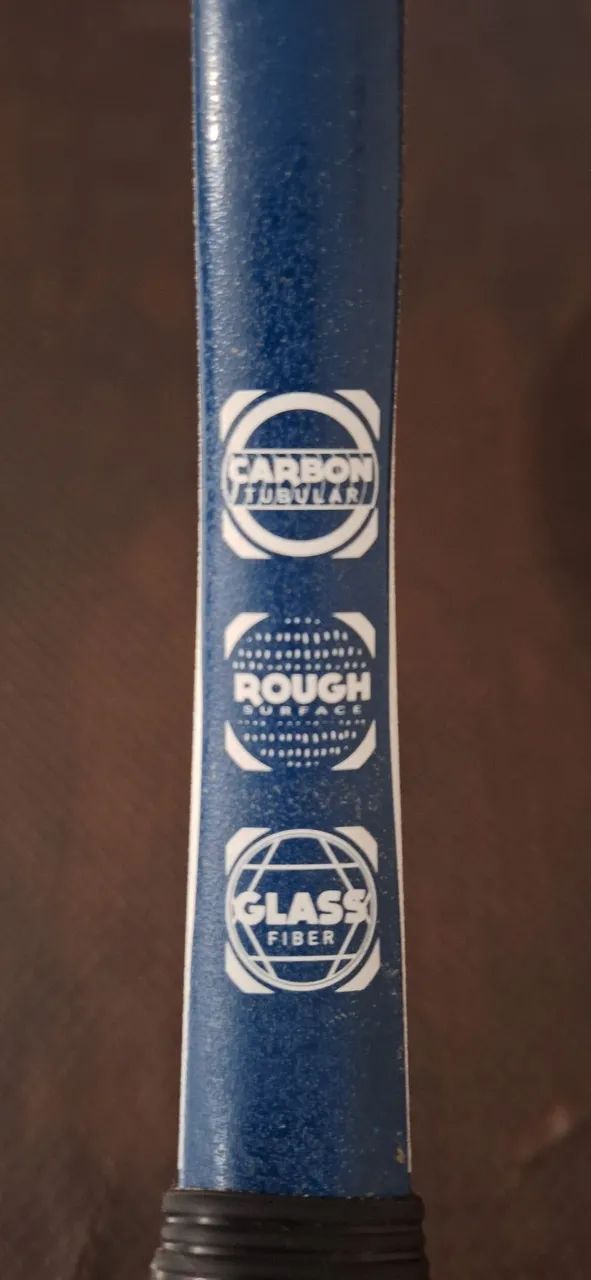 CARBON
TUBULAR
ROUGH
SURFACE
GLASS
FIBER